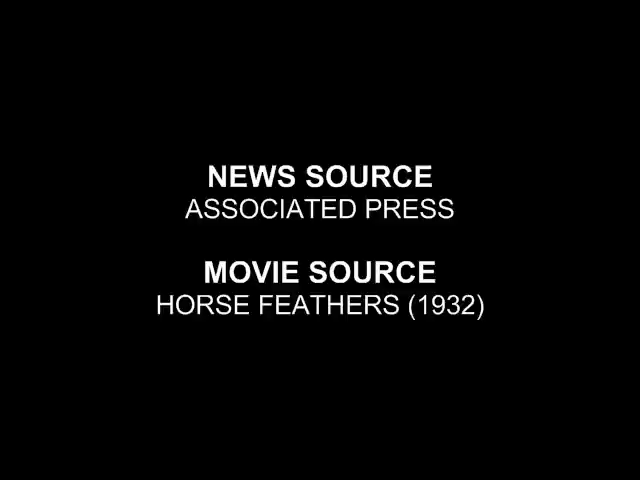 NEWS SOURCE
ASSOCIATED PRESS
MOVIE SOURCE
HORSE FEATHERS (1932)